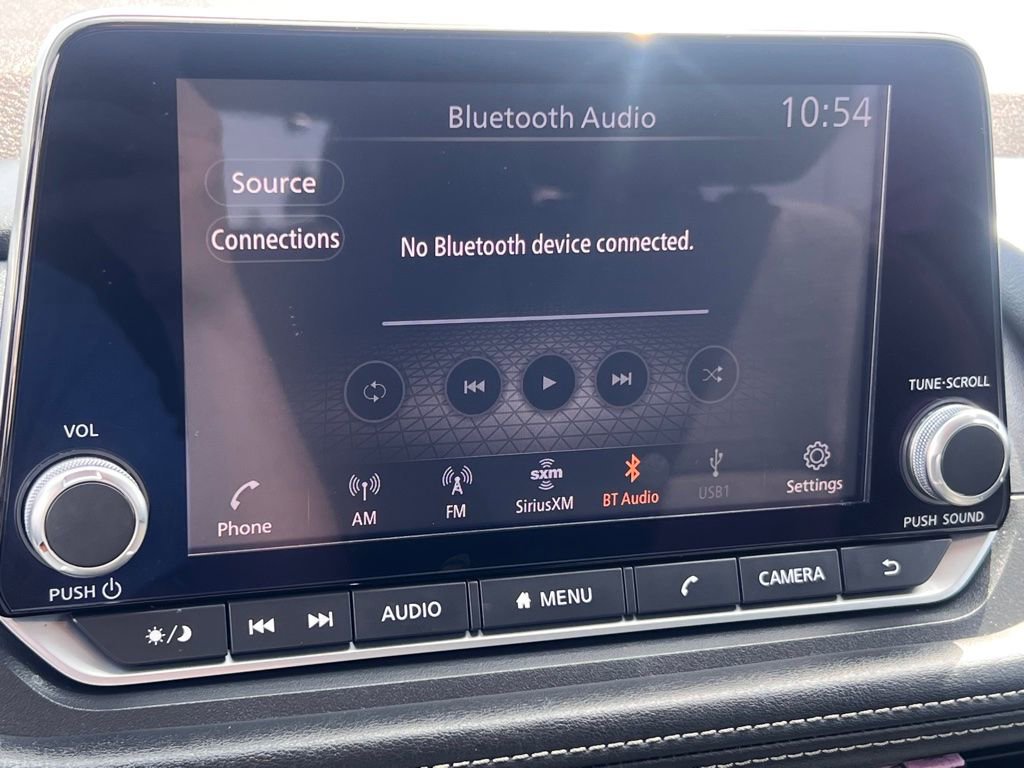 Bluetooth Audio
10:54
Source
Connections
No Bluetooth device connected.
TUNE·SCROLL
VOL
Phone
AM
FM
sxm
SiriusXM
BT Audio
USB1
Settings
PUSH SOUND
PUSH
AUDIO
MENU
CAMERA